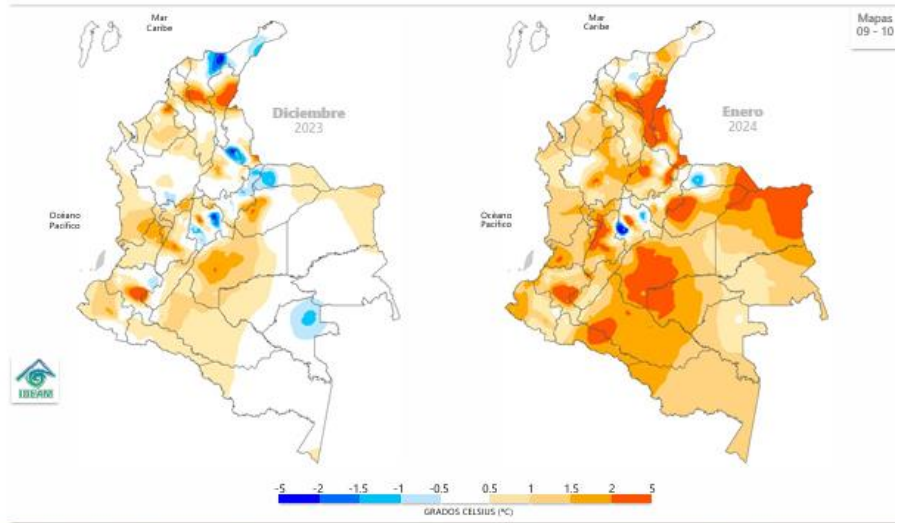 Mar
Caribe
Mar
Caribe
Mapas
09 - 10
Diciembre
2023
Enero
2024
Océano
Pacífico
Océano
Pacífico
IDEAM
-5 -2 -1.5 -1 -0.5 0.5 1 1.5 2 5
GRADOS CELSIUS (°C)